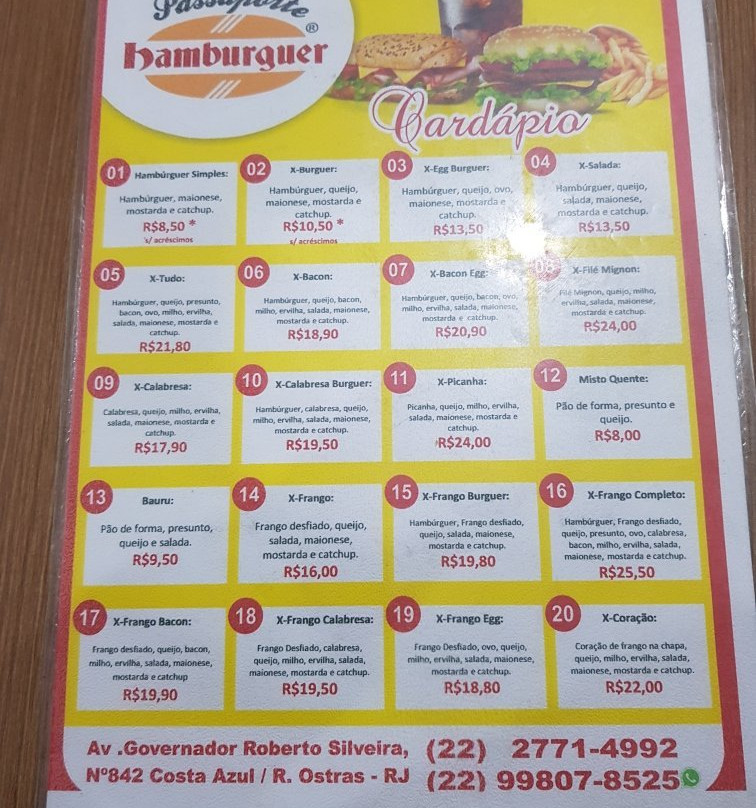 Passaporte
®
hamburguer
Cardápio
01 Hambúrguer Simples:
Hambúrguer, maionese,
mostarda e catchup.
R$8,50 *
s/ acréscimos
02 X-Burguer:
Hambúrguer, queijo,
maionese, mostarda e
catchup.
R$10,50 *
s/ acréscimos
03 X-Egg Burguer:
Hambúrguer, queijo, ovo,
maionese, mostarda e
catchup.
R$13,50
04 X-Salada:
Hambúrguer, queijo,
salada, maionese,
mostarda e catchup.
R$13,50
05 X-Tudo:
Hambúrguer, queijo, presunto,
bacon, ovo, milho, ervilha,
salada, maionese, mostarda e
catchup.
R$21,80
06 X-Bacon:
Hambúrguer, queijo, bacon,
milho, ervilha, salada, maionese,
mostarda e catchup.
R$18,90
07 X-Bacon Egg:
Hambúrguer, queijo, bacon, ovo,
milho, ervilha, salada, maionese,
mostarda e catchup.
R$20,90
08 X-Filé Mignon:
Filé Mignon, queijo, milho,
ervilha, salada, maionese,
mostarda e catchup.
R$24,00
09 X-Calabresa:
Calabresa, queijo, milho, ervilha,
salada, maionese, mostarda e
catchup.
R$17,90
10 X-Calabresa Burguer:
Hambúrguer, calabresa, queijo,
milho, ervilha, salada, maionese,
mostarda e catchup.
R$19,50
11 X-Picanha:
Picanha, queijo, milho, ervilha,
salada, maionese, mostarda e
catchup.
R$24,00
12 Misto Quente:
Pão de forma, presunto e
queijo.
R$8,00
13 Bauru:
Pão de forma, presunto,
queijo e salada.
R$9,50
14 X-Frango:
Frango desfiado, queijo,
salada, maionese,
mostarda e catchup.
R$16,00
15 X-Frango Burguer:
Hambúrguer, Frango desfiado,
queijo, salada, maionese,
mostarda e catchup.
R$19,80
16 X-Frango Completo:
Hambúrguer, Frango desfiado,
queijo, presunto, ovo, calabresa,
bacon, milho, ervilha, salada,
maionese, mostarda e catchup.
R$25,50
17 X-Frango Bacon:
Frango desfiado, queijo, bacon,
milho, ervilha, salada, maionese,
mostarda e catchup
R$19,90
18 X-Frango Calabresa:
Frango Desfiado, calabresa,
queijo, milho, ervilha, salada,
maionese, mostarda e catchup.
R$19,50
19 X-Frango Egg:
Frango Desfiado, ovo, queijo,
milho, ervilha, salada, maionese,
mostarda e catchup.
R$18,80
20 X-Coração:
Coração de frango na chapa,
queijo, milho, ervilha, salada,
maionese, mostarda e catchup.
R$22,00
Av .Governador Roberto Silveira, (22) 2771-4992
Nº842 Costa Azul / R. Ostras - RJ (22) 99807-8525